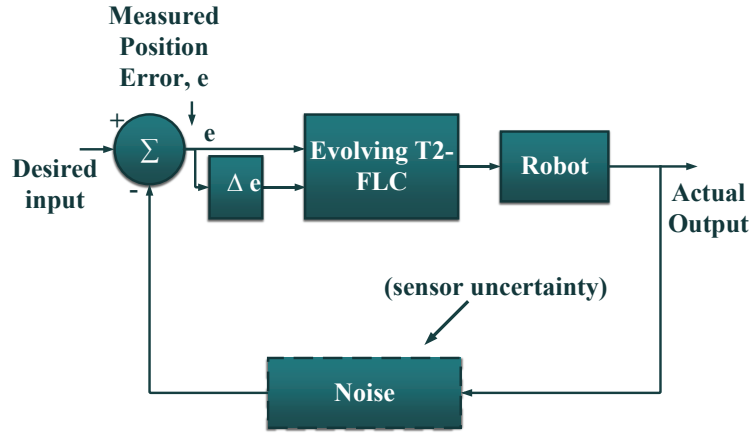 Measured
Position
Error, e
+
e
Σ
Evolving T2-
FLC
Robot
Δ e
Desired
input
-
Actual
Output
(sensor uncertainty)
Noise